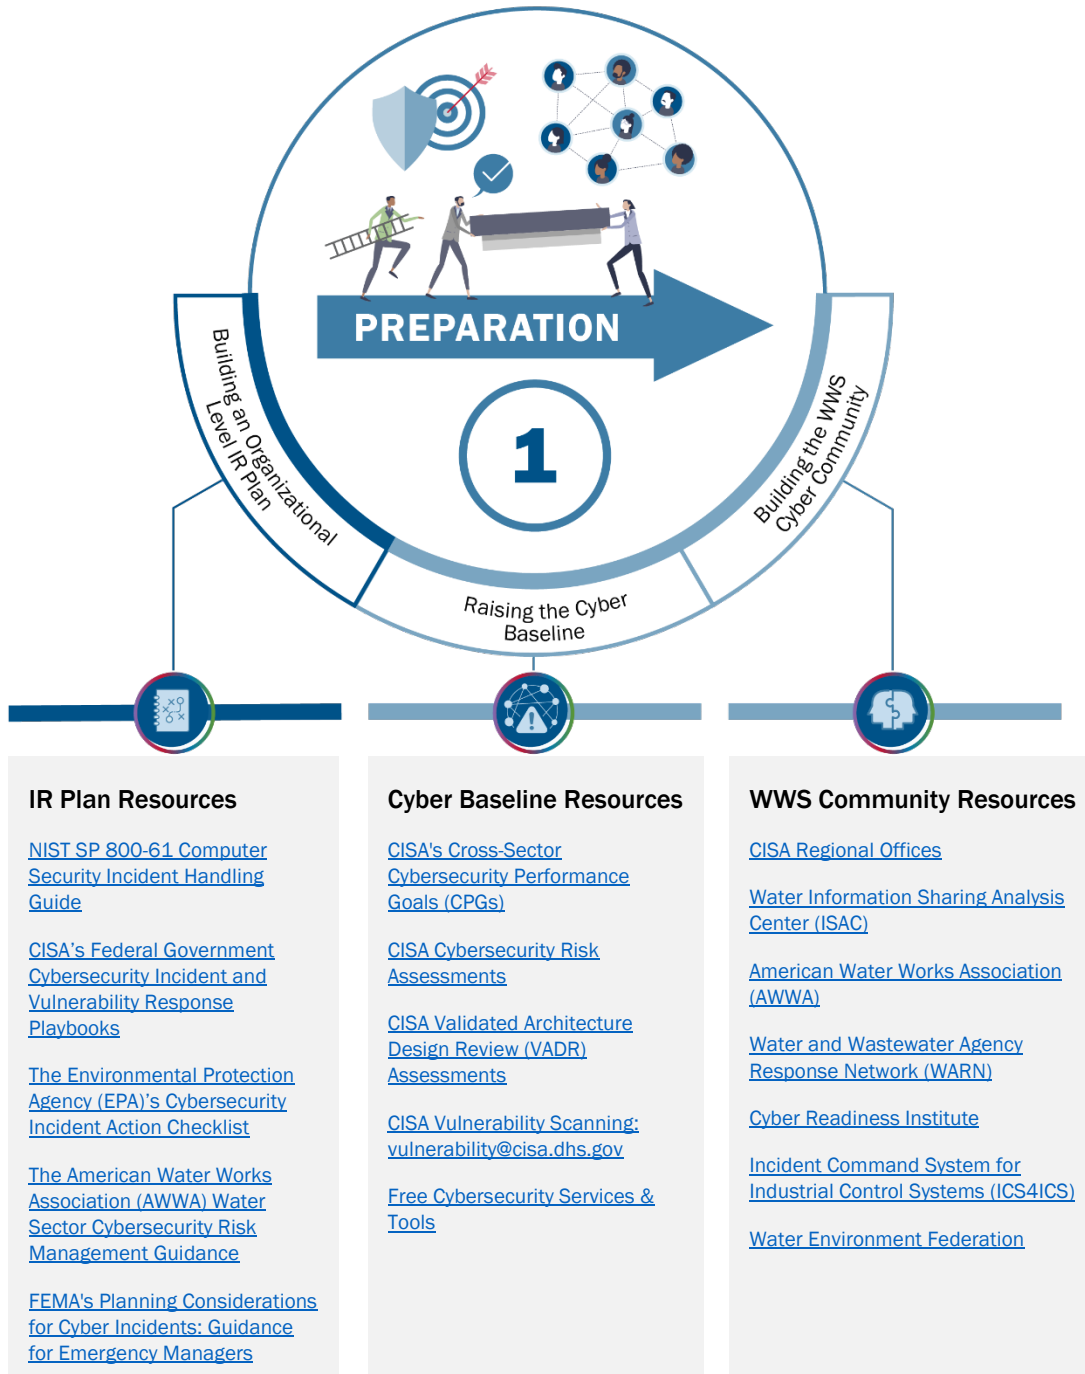 PREPARATION
1
Building an Organizational
Level IR Plan
Raising the Cyber
Baseline
Building the WWS
Cyber Community
IR Plan Resources
NIST SP 800-61 Computer
Security Incident Handling
Guide
CISA’s Federal Government
Cybersecurity Incident and
Vulnerability Response
Playbooks
The Environmental Protection
Agency (EPA)’s Cybersecurity
Incident Action Checklist
The American Water Works
Association (AWWA) Water
Sector Cybersecurity Risk
Management Guidance
FEMA's Planning Considerations
for Cyber Incidents: Guidance
for Emergency Managers
Cyber Baseline Resources
CISA's Cross-Sector
Cybersecurity Performance
Goals (CPGs)
CISA Cybersecurity Risk
Assessments
CISA Validated Architecture
Design Review (VADR)
Assessments
CISA Vulnerability Scanning:
vulnerability@cisa.dhs.gov
Free Cybersecurity Services &
Tools
WWS Community Resources
CISA Regional Offices
Water Information Sharing Analysis
Center (ISAC)
American Water Works Association
(AWWA)
Water and Wastewater Agency
Response Network (WARN)
Cyber Readiness Institute
Incident Command System for
Industrial Control Systems (ICS4ICS)
Water Environment Federation